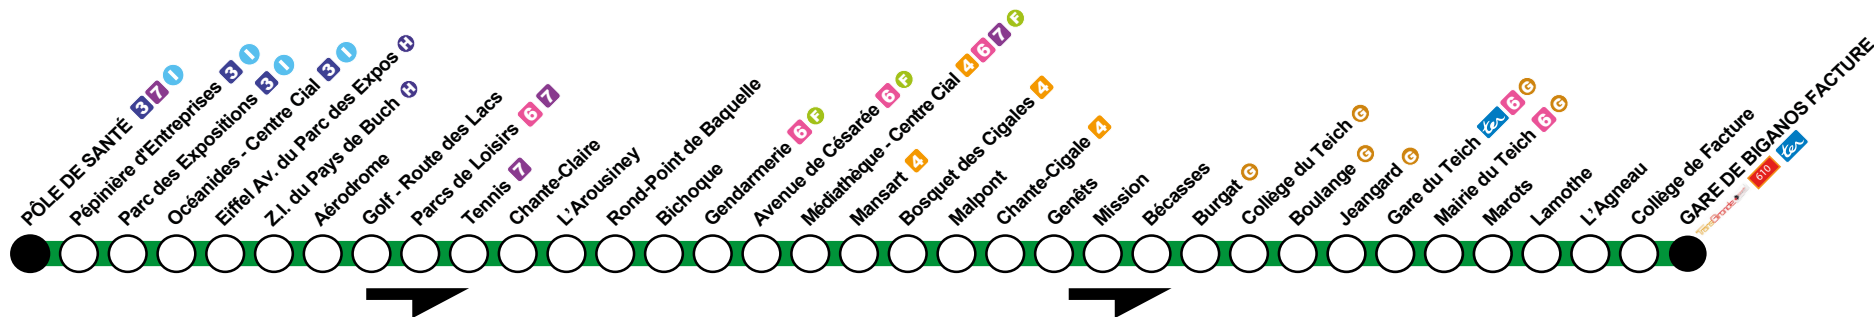 PÔLE DE SANTÉ 3 7 I
Pépinière d'Entreprises 3 I
Parc des Expositions 3 I
Océanides - Centre Cial 3 I
Eiffel Av. du Parc des Expos H
Z.I. du Pays de Buch H
Aérodrome
Golf - Route des Lacs
Parcs de Loisirs 6 7
Tennis 7
Chante-Claire
L'Arousiney
Rond-Point de Baquelle
Bichoque
Gendarmerie 6 F
Avenue de Césarée 6 F
Médiathèque - Centre Cial 4 6 7 F
Mansart 4
Bosquet des Cigales 4
Malpont
Chante-Cigale 4
Genêts
Mission
Bécasses
Burgat G
Collège du Teich G
Boulange G
Jeangard G
Gare du Teich ter 6 G
Mairie du Teich 6 G
Marots
Lamothe
L'Agneau
Collège de Facture
GARE DE BIGANOS FACTURE
TransGironde 610 ter